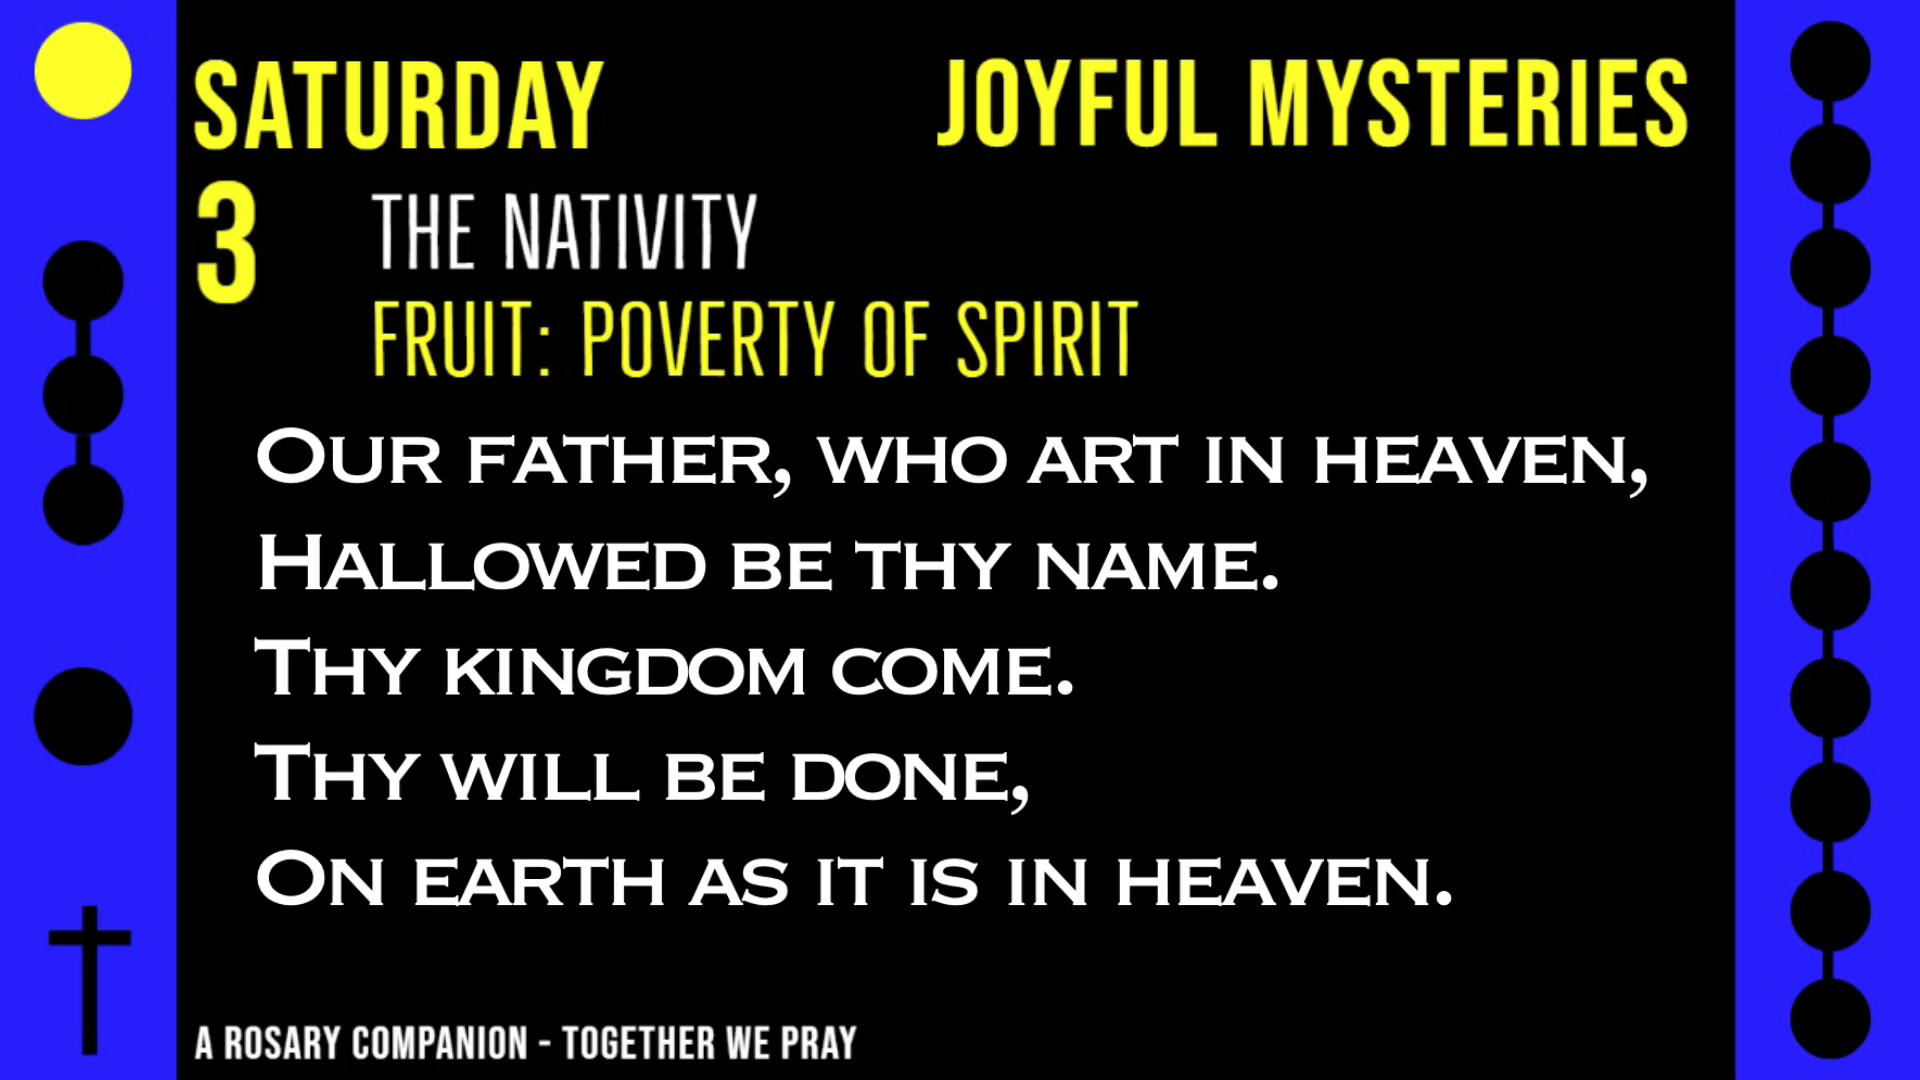 SATURDAY JOYFUL MYSTERIES
3 THE NATIVITY
FRUIT: POVERTY OF SPIRIT
OUR FATHER, WHO ART IN HEAVEN,
HALLOWED BE THY NAME.
THY KINGDOM COME.
THY WILL BE DONE,
ON EARTH AS IT IS IN HEAVEN.
A ROSARY COMPANION - TOGETHER WE PRAY